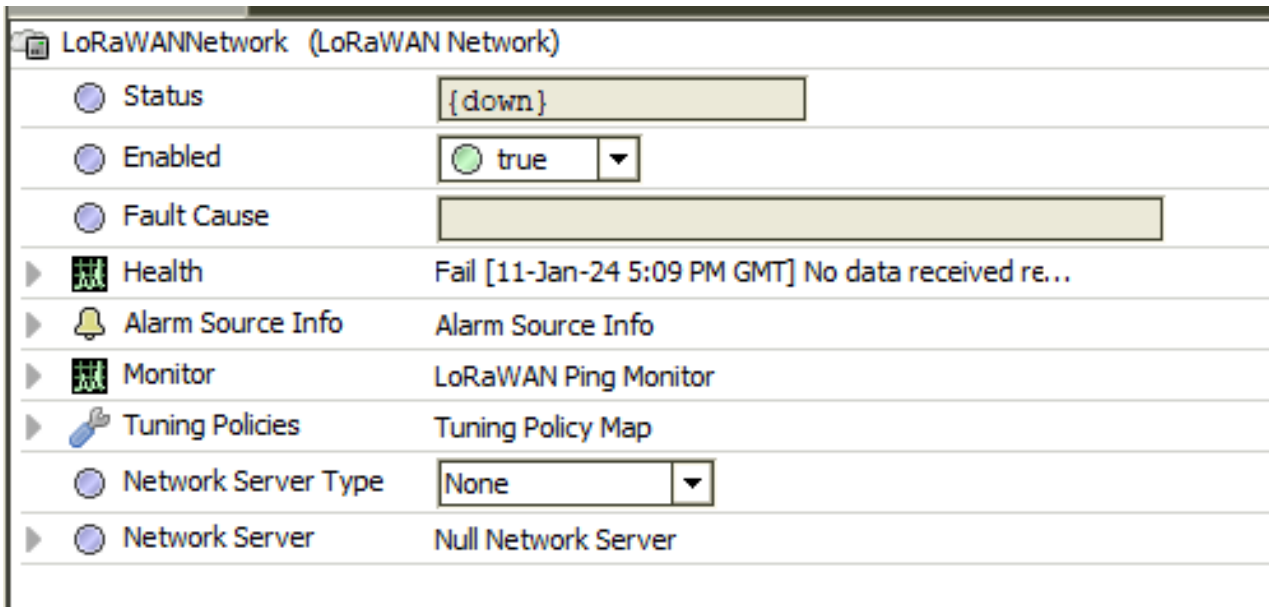 LoRaWANNetwork (LoRaWAN Network)
Status {down}
Enabled true
Fault Cause
Health Fail [11-Jan-24 5:09 PM GMT] No data received re...
Alarm Source Info Alarm Source Info
Monitor LoRaWAN Ping Monitor
Tuning Policies Tuning Policy Map
Network Server Type None
Network Server Null Network Server